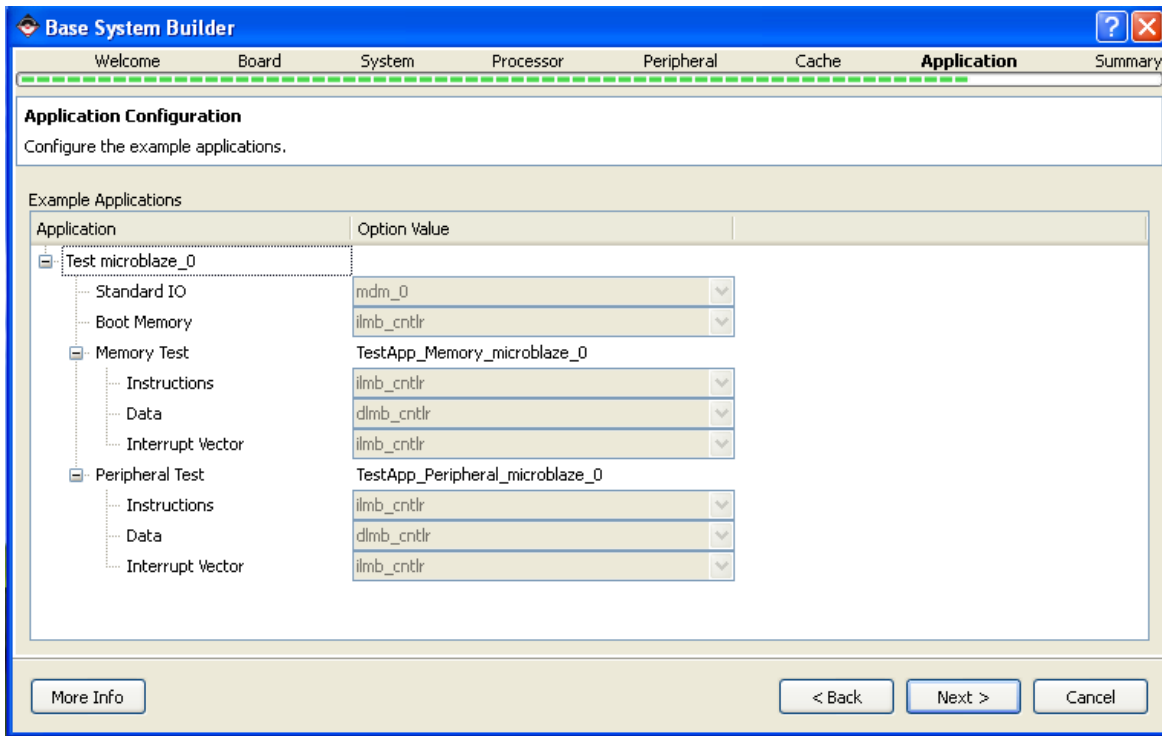 Base System Builder
Welcome Board System Processor Peripheral Cache Application Summary
Application Configuration
Configure the example applications.
Example Applications
Application Option Value
Test microblaze_0
Standard IO mdm_0
Boot Memory ilmb_cntlr
Memory Test TestApp_Memory_microblaze_0
Instructions ilmb_cntlr
Data dlmb_cntlr
Interrupt Vector ilmb_cntlr
Peripheral Test TestApp_Peripheral_microblaze_0
Instructions ilmb_cntlr
Data dlmb_cntlr
Interrupt Vector ilmb_cntlr
More Info < Back Next > Cancel